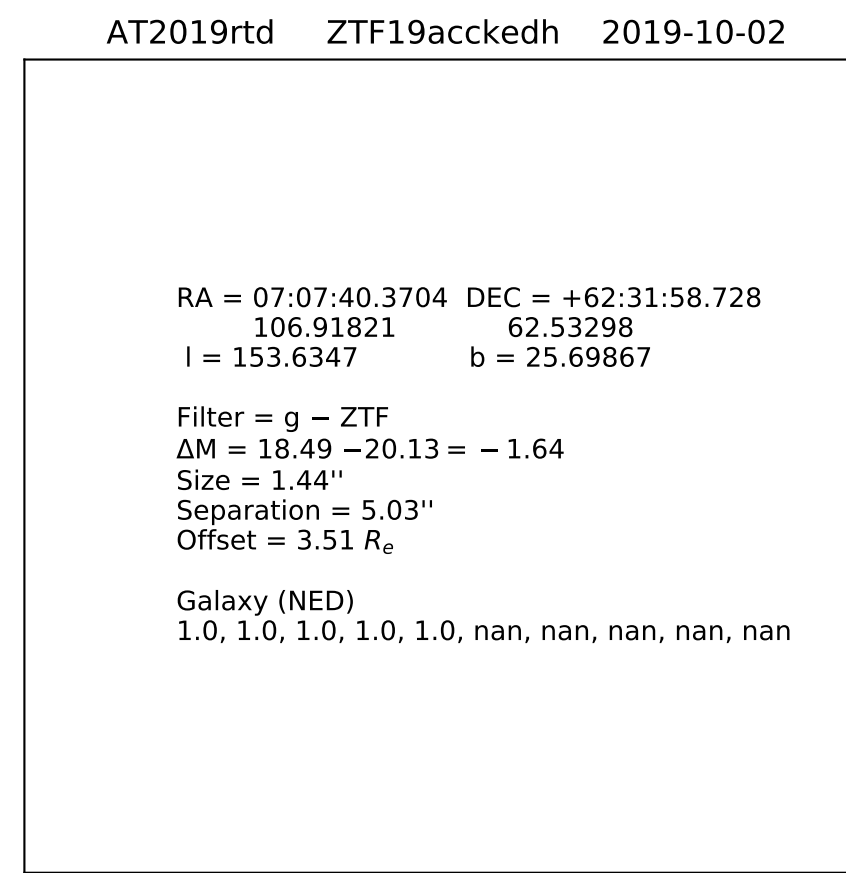 AT2019rtd ZTF19acckedh 2019-10-02
RA = 07:07:40.3704 DEC = +62:31:58.728
106.91821 62.53298
l = 153.6347 b = 25.69867
Filter = g − ZTF
ΔM = 18.49 −20.13 = − 1.64
Size = 1.44''
Separation = 5.03''
Offset = 3.51 Re
Galaxy (NED)
1.0, 1.0, 1.0, 1.0, 1.0, nan, nan, nan, nan, nan